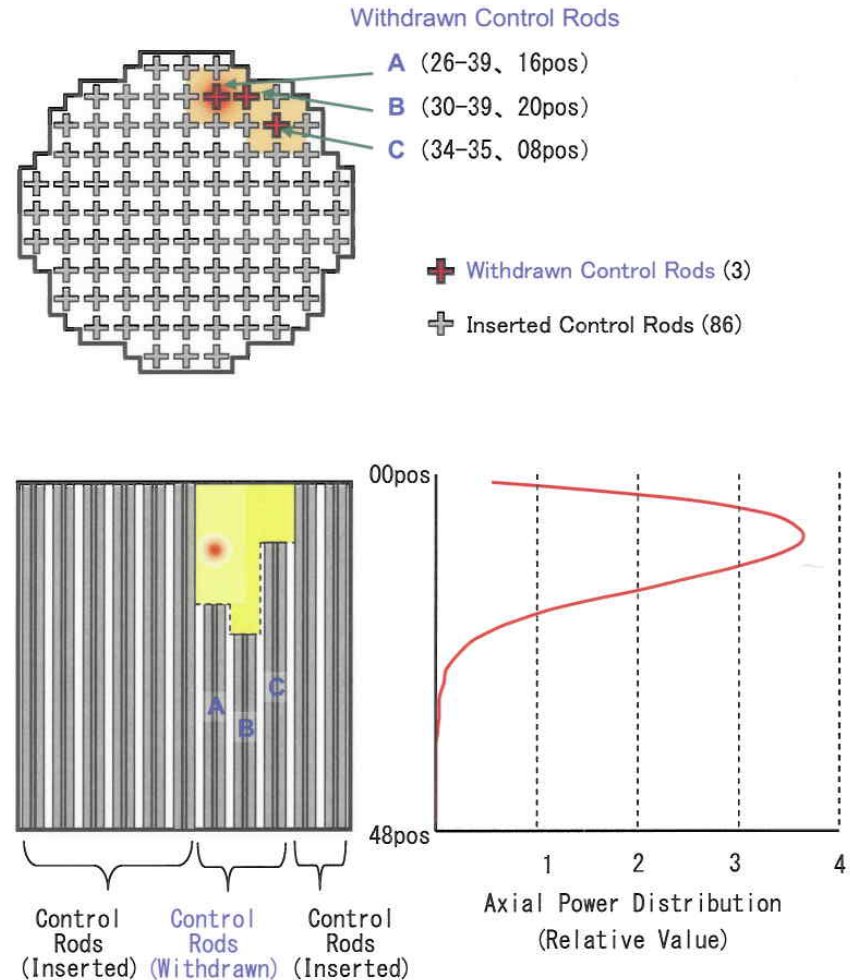 Withdrawn Control Rods
A (26-39、16pos)
B (30-39、20pos)
C (34-35、08pos)
Withdrawn Control Rods (3)
Inserted Control Rods (86)
00pos
A
B
C
48pos
1 2 3 4
Axial Power Distribution
(Relative Value)
Control
Rods
(Inserted)
Control
Rods
(Withdrawn)
Control
Rods
(Inserted)